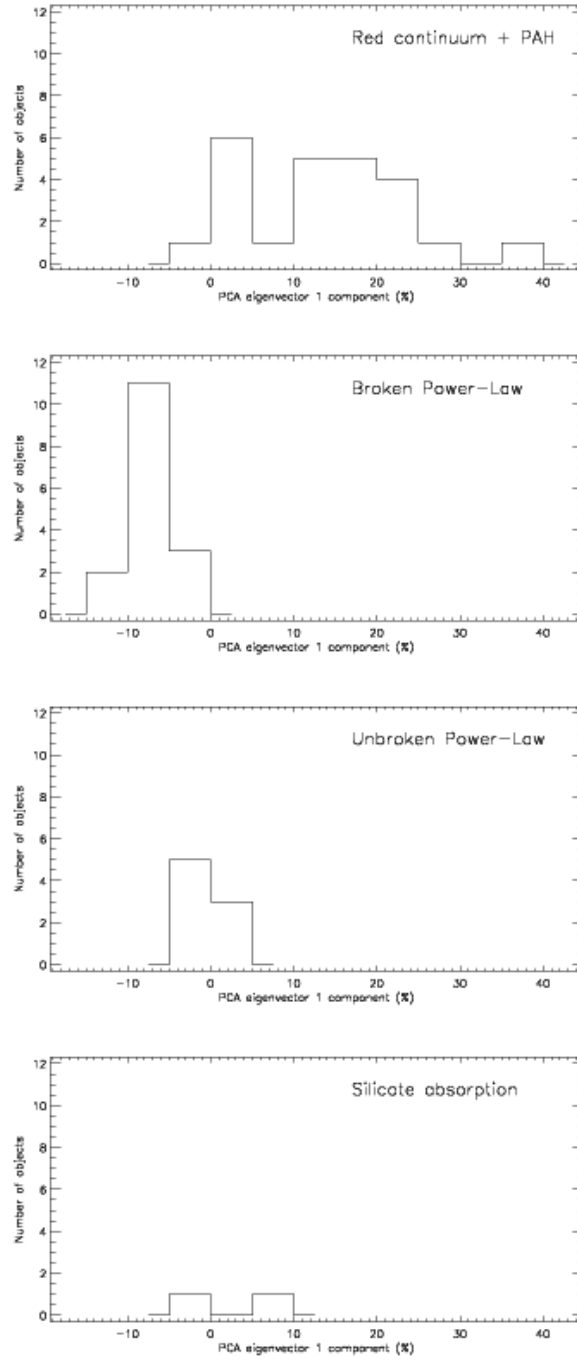 Red continuum + PAH
12
10
8
6
4
2
0
Number of objects
-10 0 10 20 30 40
PCA eigenvector 1 component (%)
Broken Power-Law
12
10
8
6
4
2
0
Number of objects
-10 0 10 20 30 40
PCA eigenvector 1 component (%)
Unbroken Power-Law
12
10
8
6
4
2
0
Number of objects
-10 0 10 20 30 40
PCA eigenvector 1 component (%)
Silicate absorption
12
10
8
6
4
2
0
Number of objects
-10 0 10 20 30 40
PCA eigenvector 1 component (%)